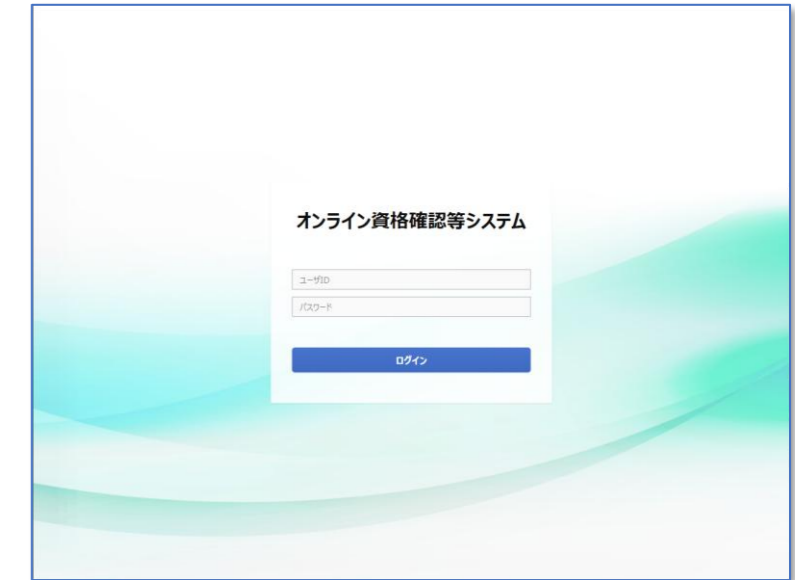 オンライン資格確認等システム
ユーザID
パスワード
ログイン